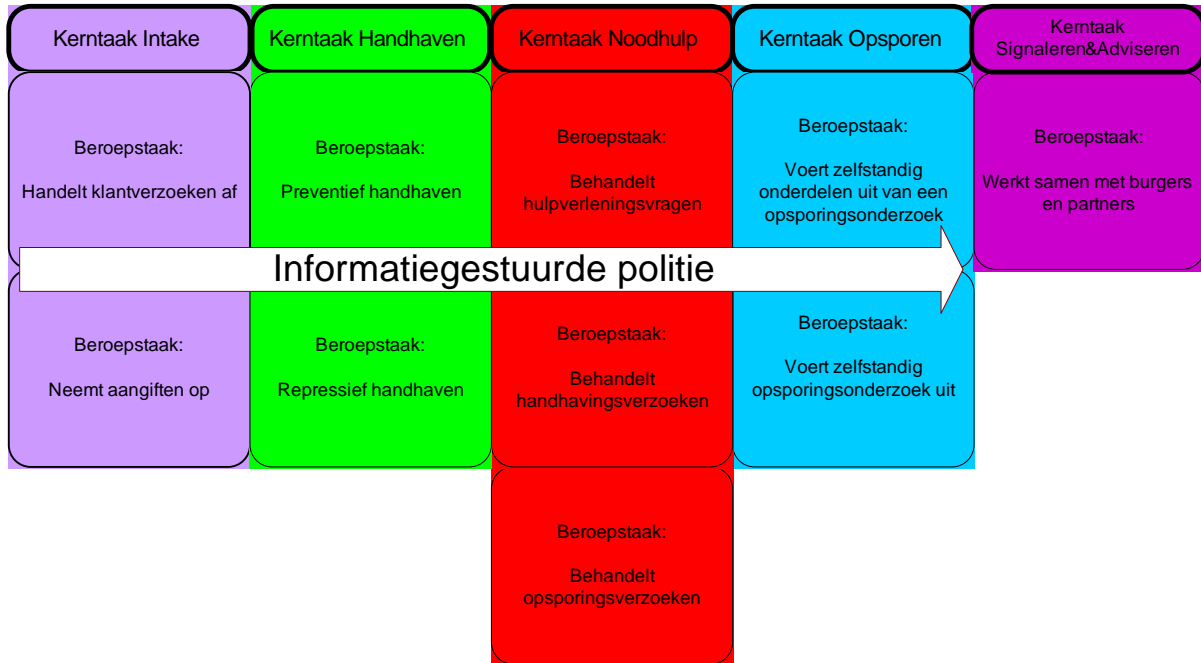 Kerntaak Intake
Kerntaak Handhaven
Kerntaak Noodhulp
Kerntaak Opsporen
Kerntaak
Signaleren&Adviseren
Beroepstaak:
Handelt klantverzoeken af
Beroepstaak:
Preventief handhaven
Beroepstaak:
Behandelt
hulpverleningsvragen
Beroepstaak:
Voert zelfstandig
onderdelen uit van een
opsporingsonderzoek
Beroepstaak:
Werkt samen met burgers
en partners
Informatiegestuurde politie
Beroepstaak:
Neemt aangiften op
Beroepstaak:
Repressief handhaven
Beroepstaak:
Behandelt
handhavingsverzoeken
Beroepstaak:
Voert zelfstandig
opsporingsonderzoek uit
Beroepstaak:
Behandelt
opsporingsverzoeken